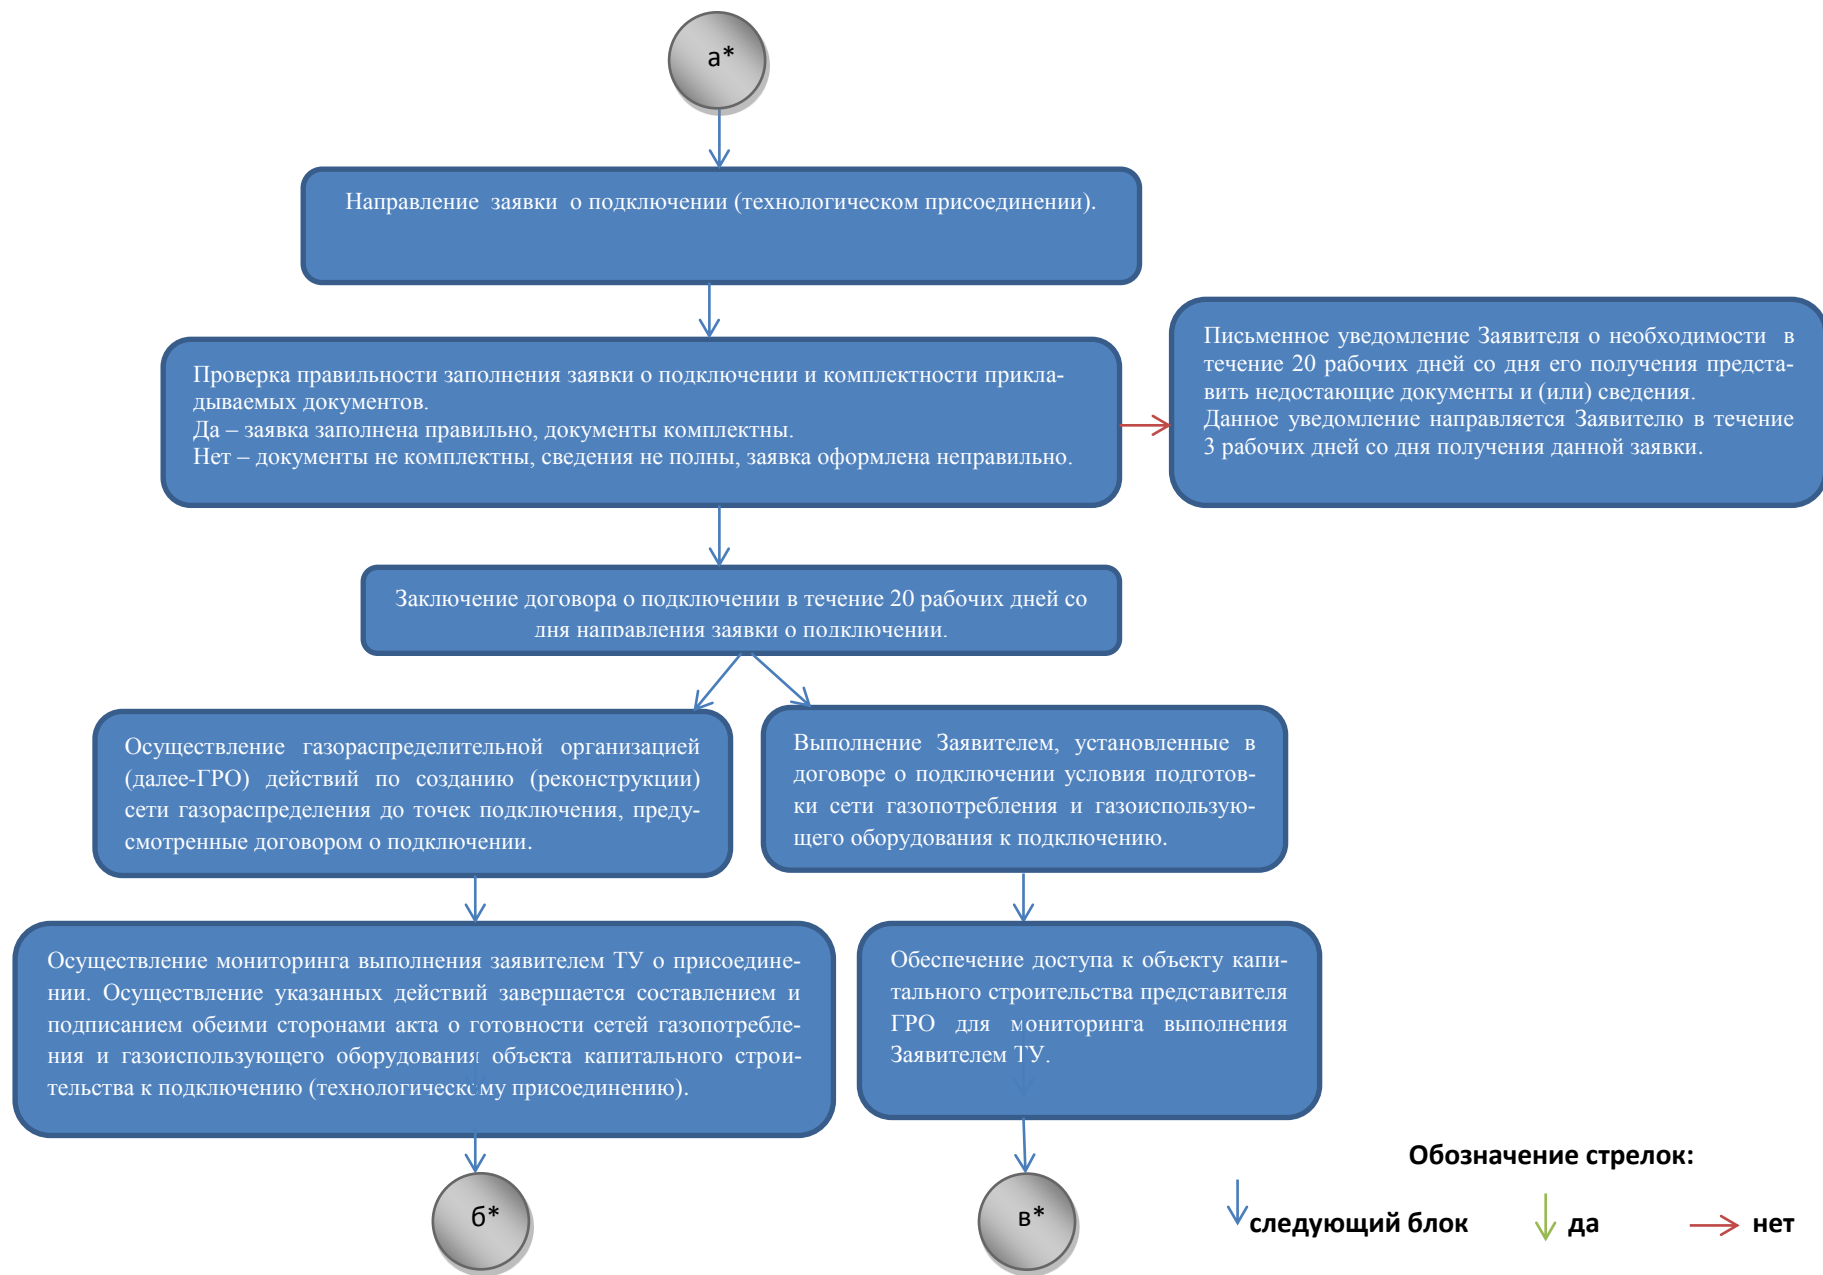 а*
Направление заявки о подключении (технологическом присоединении).
Письменное уведомление Заявителя о необходимости в
течение 20 рабочих дней со дня его получения предста-
вить недостающие документы и (или) сведения.
Данное уведомление направляется Заявителю в течение
3 рабочих дней со дня получения данной заявки.
Проверка правильности заполнения заявки о подключении и комплектности прикла-
дываемых документов.
Да – заявка заполнена правильно, документы комплектны.
Нет – документы не комплектны, сведения не полны, заявка оформлена неправильно.
Заключение договора о подключении в течение 20 рабочих дней со
дня направления заявки о подключении.
Осуществление газораспределительной организацией
(далее-ГРО) действий по созданию (реконструкции)
сети газораспределения до точек подключения, преду-
смотренные договором о подключении.
Выполнение Заявителем, установленные в
договоре о подключении условия подготов-
ки сети газопотребления и газоиспользую-
щего оборудования к подключению.
Осуществление мониторинга выполнения заявителем ТУ о присоедине-
нии. Осуществление указанных действий завершается составлением и
подписанием обеими сторонами акта о готовности сетей газопотребле-
ния и газоиспользующего оборудования объекта капитального строи-
тельства к подключению (технологическому присоединению).
Обеспечение доступа к объекту капи-
тального строительства представителя
ГРО для мониторинга выполнения
Заявителем ТУ.
б*
в*
Обозначение стрелок:
следующий блок
да
нет